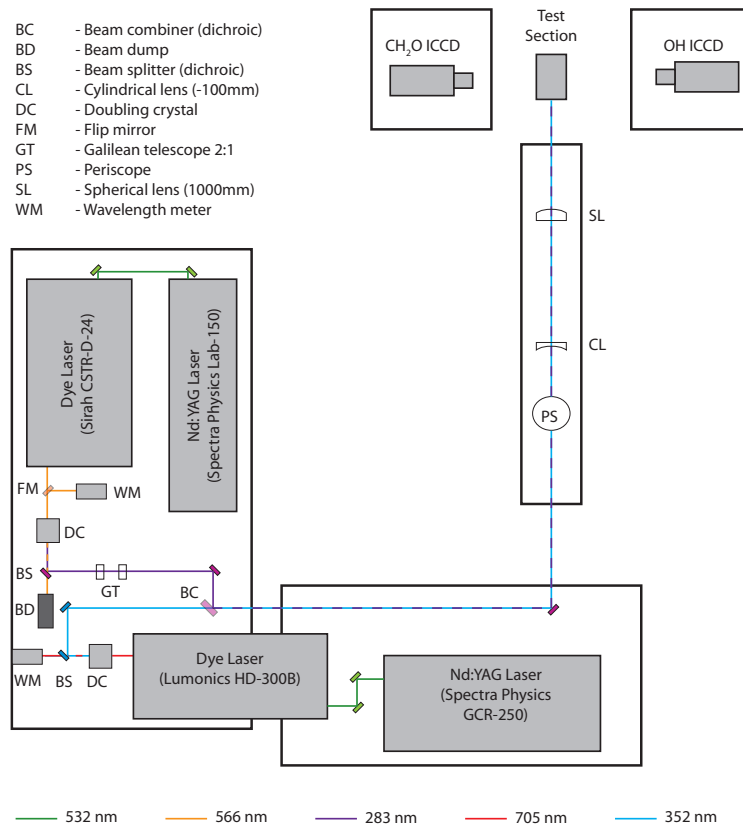 BC - Beam combiner (dichroic)
BD - Beam dump
BS - Beam splitter (dichroic)
CL - Cylindrical lens (-100mm)
DC - Doubling crystal
FM - Flip mirror
GT - Galilean telescope 2:1
PS - Periscope
SL - Spherical lens (1000mm)
WM - Wavelength meter
CH₂O ICCD
Test
Section
OH ICCD
SL
CL
PS
Dye Laser
(Sirah CSTR-D-24)
Nd:YAG Laser
(Spectra Physics Lab-150)
FM
WM
DC
BS
GT
BC
BD
WM
BS
DC
Dye Laser
(Lumonics HD-300B)
Nd:YAG Laser
(Spectra Physics
GCR-250)
532 nm
566 nm
283 nm
705 nm
352 nm